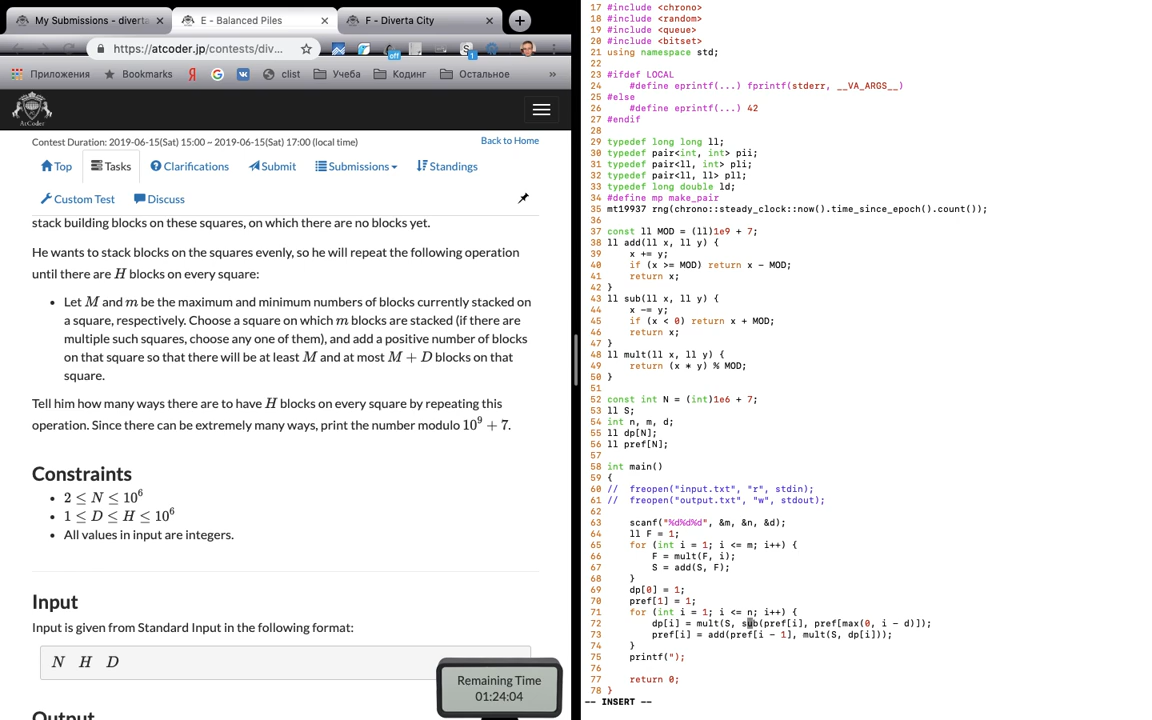 My Submissions - diverta
E - Balanced Piles
F - Diverta City
https://atcoder.jp/contests/div...
Приложения
Bookmarks
clist
Учеба
Кодинг
Остальное
»
AtCoder
Contest Duration: 2019-06-15(Sat) 15:00 ~ 2019-06-15(Sat) 17:00 (local time)
Back to Home
Top
Tasks
Clarifications
Submit
Submissions
Standings
Custom Test
Discuss
stack building blocks on these squares, on which there are no blocks yet.
He wants to stack blocks on the squares evenly, so he will repeat the following operation
until there are H blocks on every square:
• Let M and m be the maximum and minimum numbers of blocks currently stacked on
a square, respectively. Choose a square on which m blocks are stacked (if there are
multiple such squares, choose any one of them), and add a positive number of blocks
on that square so that there will be at least M and at most M + D blocks on that
square.
Tell him how many ways there are to have H blocks on every square by repeating this
operation. Since there can be extremely many ways, print the number modulo 10⁹ + 7.
Constraints
• 2 ≤ N ≤ 10⁶
• 1 ≤ D ≤ H ≤ 10⁶
• All values in input are integers.
Input
Input is given from Standard Input in the following format:
N H D
Remaining Time
01:24:04
17 #include <chrono>
18 #include <random>
19 #include <queue>
20 #include <bitset>
21 using namespace std;
22
23 #ifdef LOCAL
24     #define eprintf(...) fprintf(stderr, __VA_ARGS__)
25 #else
26     #define eprintf(...) 42
27 #endif
28
29 typedef long long ll;
30 typedef pair<int, int> pii;
31 typedef pair<ll, int> pli;
32 typedef pair<ll, ll> pll;
33 typedef long double ld;
34 #define mp make_pair
35 mt19937 rng(chrono::steady_clock::now().time_since_epoch().count());
36
37 const ll MOD = (ll)1e9 + 7;
38 ll add(ll x, ll y) {
39     x += y;
40     if (x >= MOD) return x - MOD;
41     return x;
42 }
43 ll sub(ll x, ll y) {
44     x -= y;
45     if (x < 0) return x + MOD;
46     return x;
47 }
48 ll mult(ll x, ll y) {
49     return (x * y) % MOD;
50 }
51
52 const int N = (int)1e6 + 7;
53 ll S;
54 int n, m, d;
55 ll dp[N];
56 ll pref[N];
57
58 int main()
59 {
60 //  freopen("input.txt", "r", stdin);
61 //  freopen("output.txt", "w", stdout);
62
63     scanf("%d%d%d", &m, &n, &d);
64     ll F = 1;
65     for (int i = 1; i <= m; i++) {
66         F = mult(F, i);
67         S = add(S, F);
68     }
69     dp[0] = 1;
70     pref[1] = 1;
71     for (int i = 1; i <= n; i++) {
72         dp[i] = mult(S, sub(pref[i], pref[max(0, i - d)]);
73         pref[i] = add(pref[i - 1], mult(S, dp[i]));
74     }
75     printf(");
76
77     return 0;
78 }
-- INSERT --